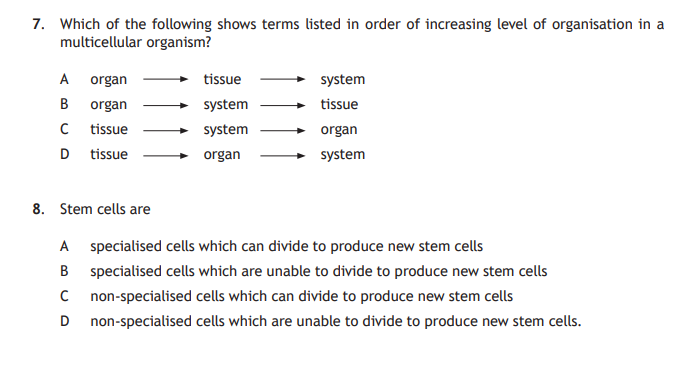 7. Which of the following shows terms listed in order of increasing level of organisation in a
multicellular organism?
A organ tissue system
B organ system tissue
C tissue system organ
D tissue organ system
8. Stem cells are
A specialised cells which can divide to produce new stem cells
B specialised cells which are unable to divide to produce new stem cells
C non-specialised cells which can divide to produce new stem cells
D non-specialised cells which are unable to divide to produce new stem cells.